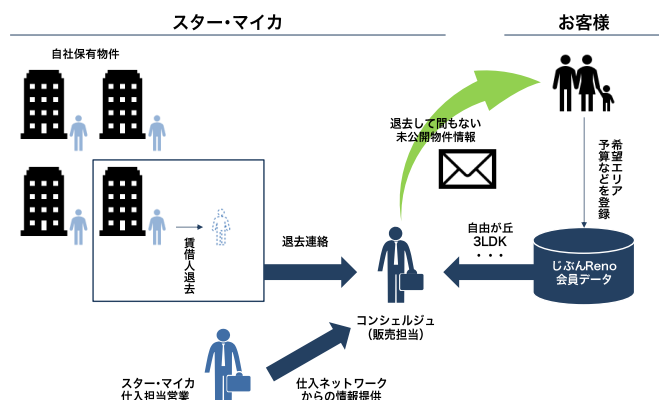 スター・マイカ
お客様
自社保有物件
退去して間もない
未公開物件情報
希望エリア
予算などを登録
賃借人退去
退去連絡
自由が丘
3LDK
・・・
じぶんReno
会員データ
コンシェルジュ
(販売担当)
スター・マイカ
仕入担当営業
仕入ネットワーク
からの情報提供